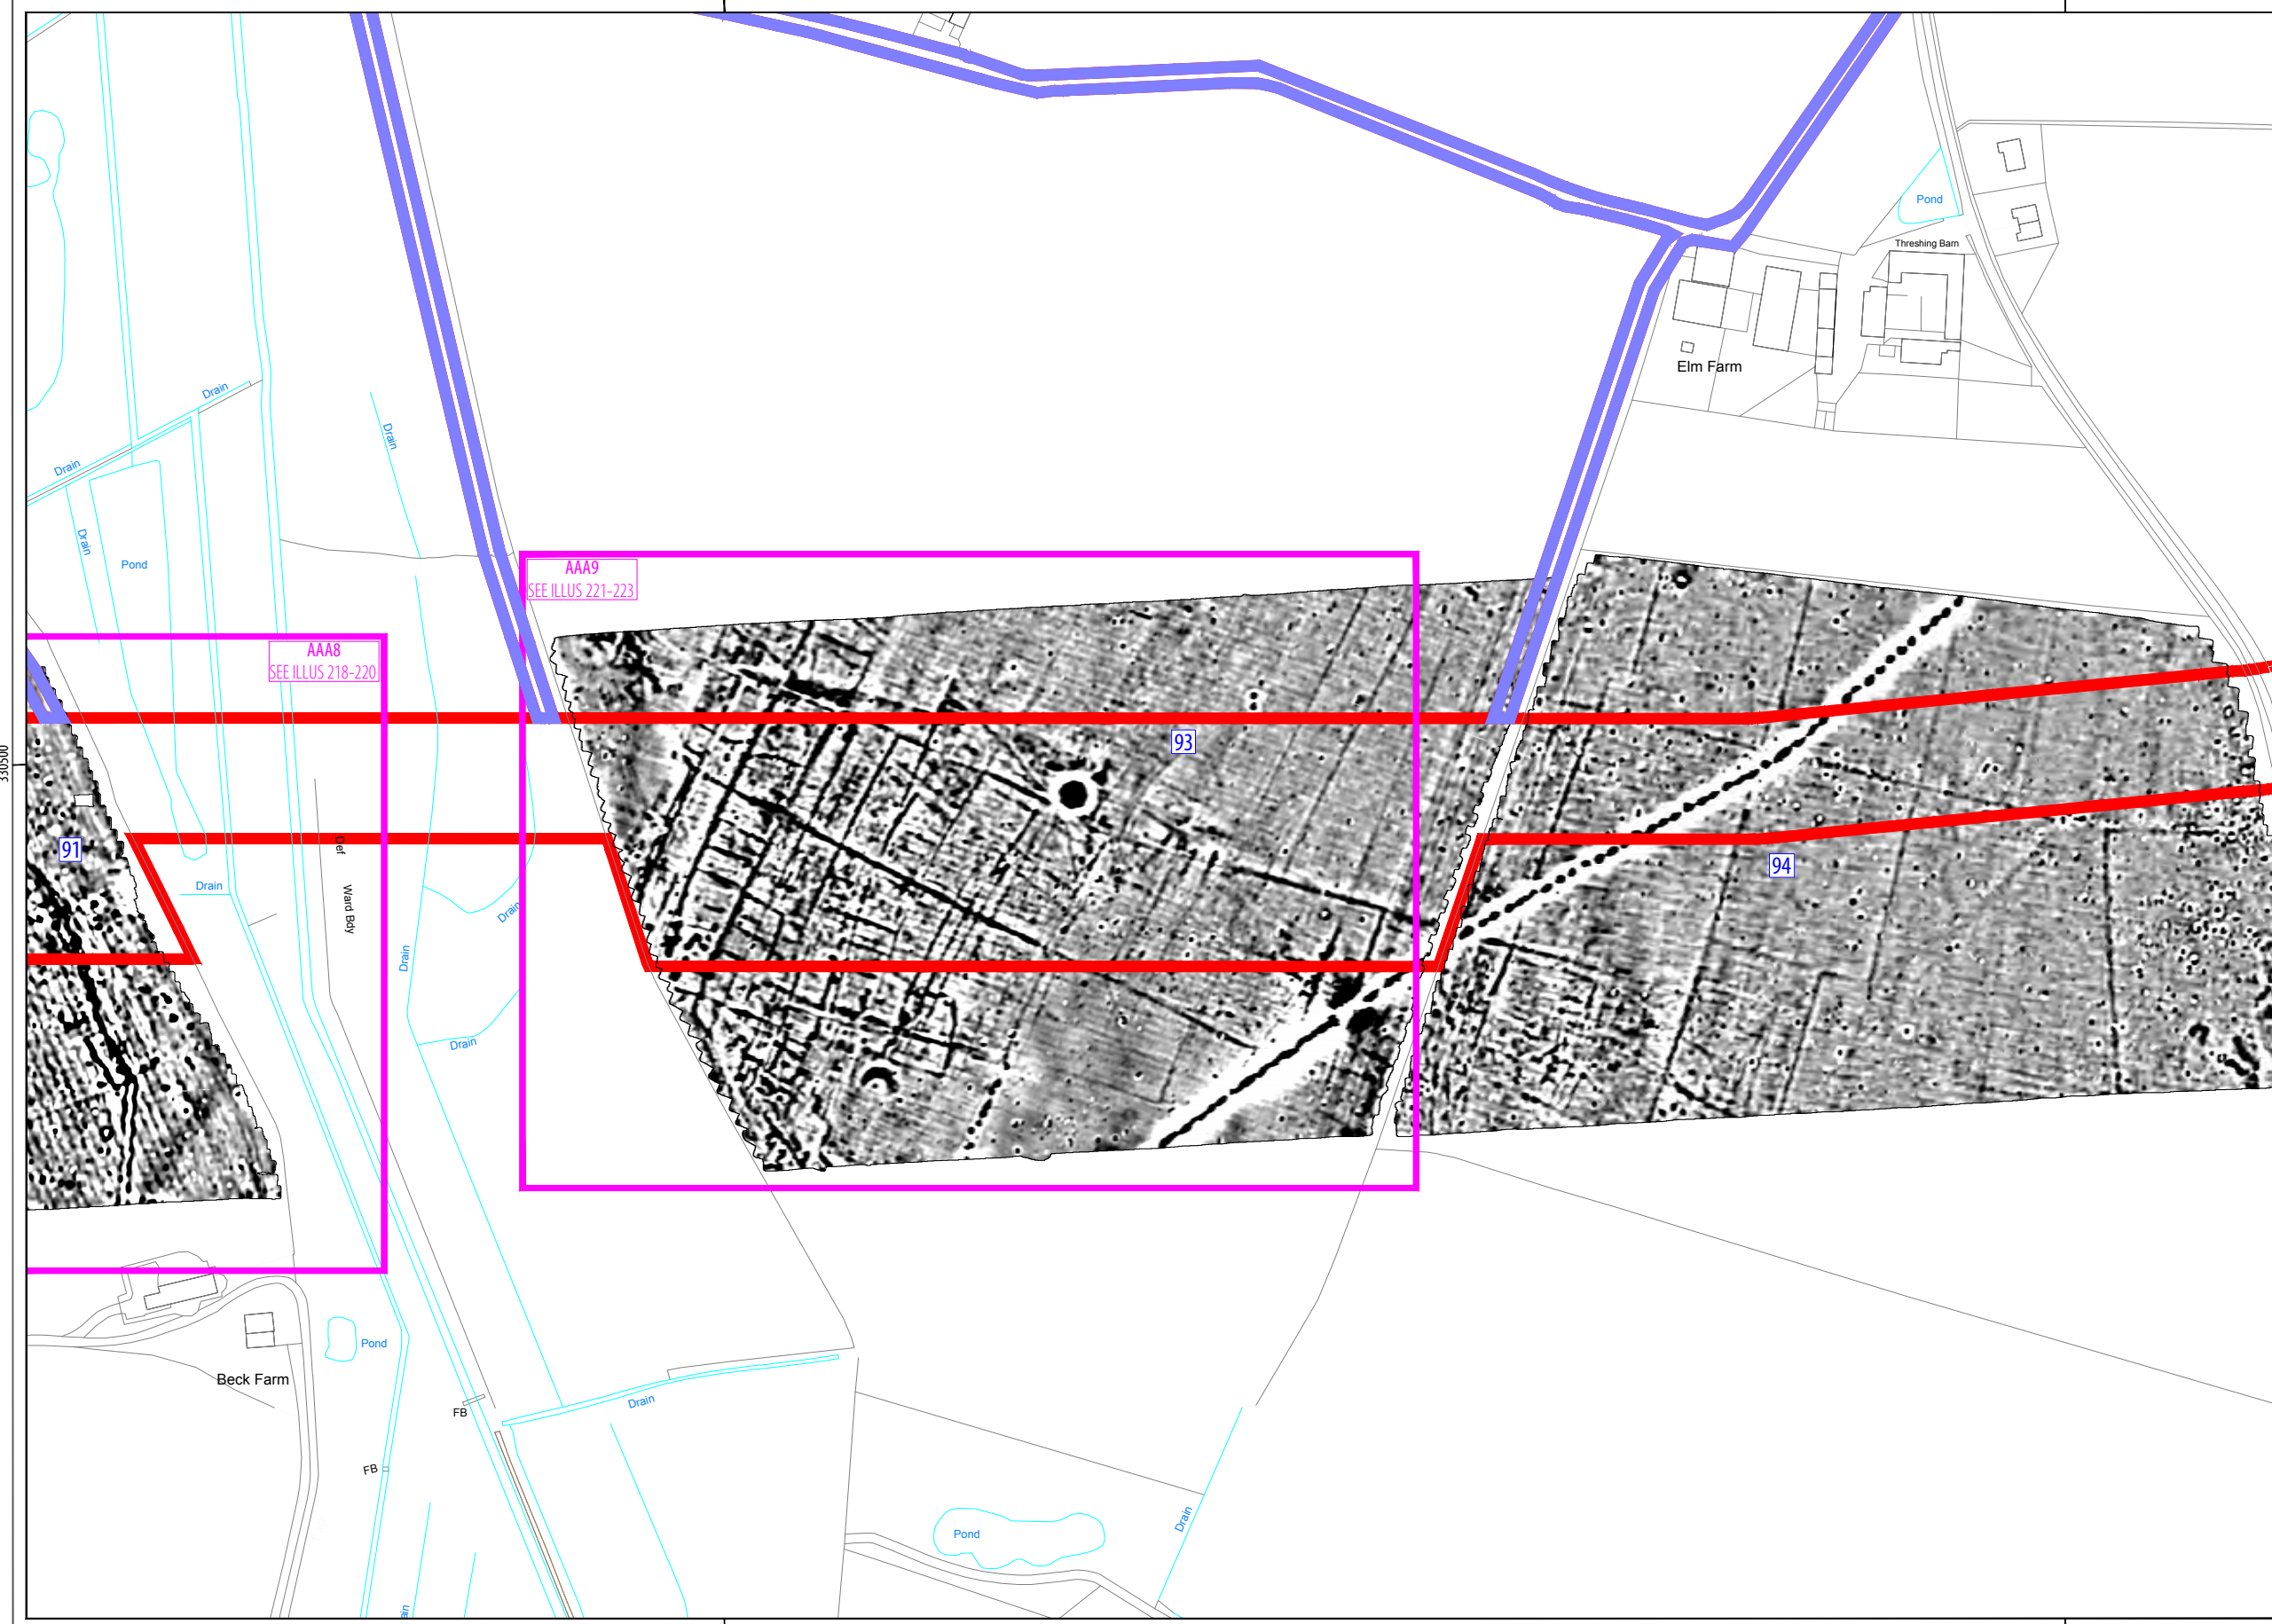 Pond
Threshing Barn
Elm Farm
Drain
Drain
Drain
Drain
Pond
AAA9
SEE ILLUS 221-223
AAA8
SEE ILLUS 218-220
93
330500
91
Def
94
Drain
Ward Bdy
Drain
Drain
Drain
Pond
Beck Farm
Drain
FB
FB
Drain
Pond